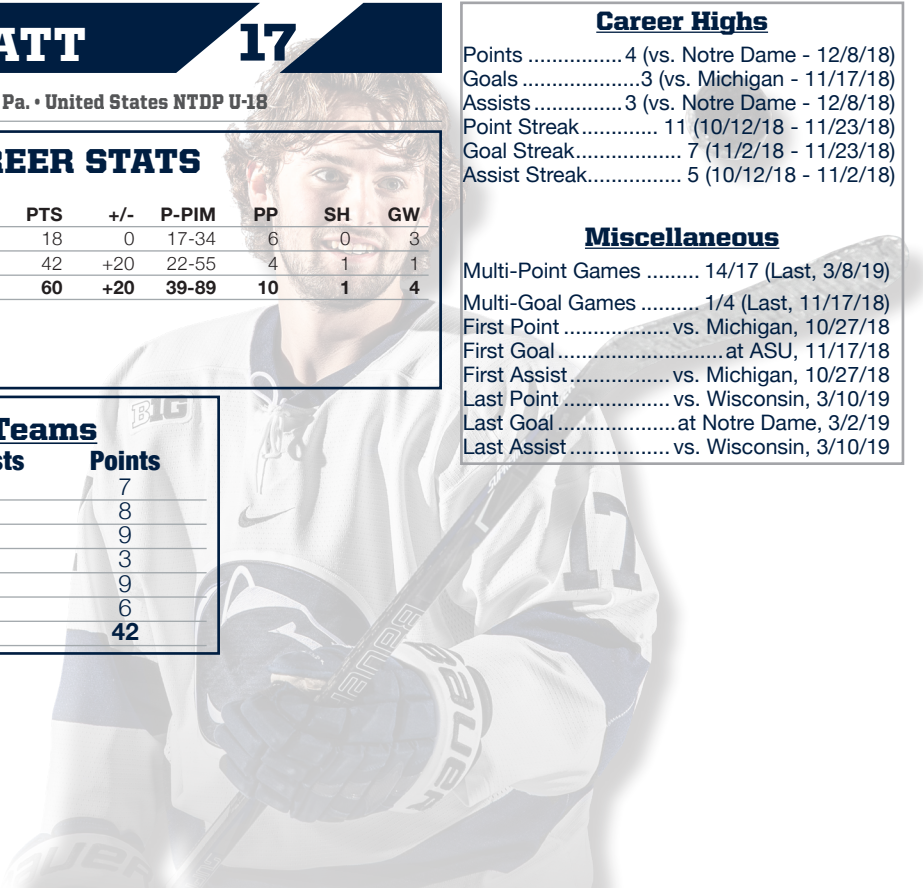 ATT 17
Pa. • United States NTDP U-18
REER STATS
PTS +/- P-PIM PP SH GW
18 0 17-34 6 0 3
42 +20 22-55 4 1 1
60 +20 39-89 10 1 4
Teams
sts Points
7
8
9
3
9
6
42
Career Highs
Points ................4 (vs. Notre Dame - 12/8/18)
Goals ....................3 (vs. Michigan - 11/17/18)
Assists ...............3 (vs. Notre Dame - 12/8/18)
Point Streak............. 11 (10/12/18 - 11/23/18)
Goal Streak.................. 7 (11/2/18 - 11/23/18)
Assist Streak................ 5 (10/12/18 - 11/2/18)
Miscellaneous
Multi-Point Games ......... 14/17 (Last, 3/8/19)
Multi-Goal Games .......... 1/4 (Last, 11/17/18)
First Point ..................vs. Michigan, 10/27/18
First Goal ............................at ASU, 11/17/18
First Assist.................vs. Michigan, 10/27/18
Last Point .................. vs. Wisconsin, 3/10/19
Last Goal ....................at Notre Dame, 3/2/19
Last Assist ................. vs. Wisconsin, 3/10/19
B1G
17
BAUER
BAUER
BAUER